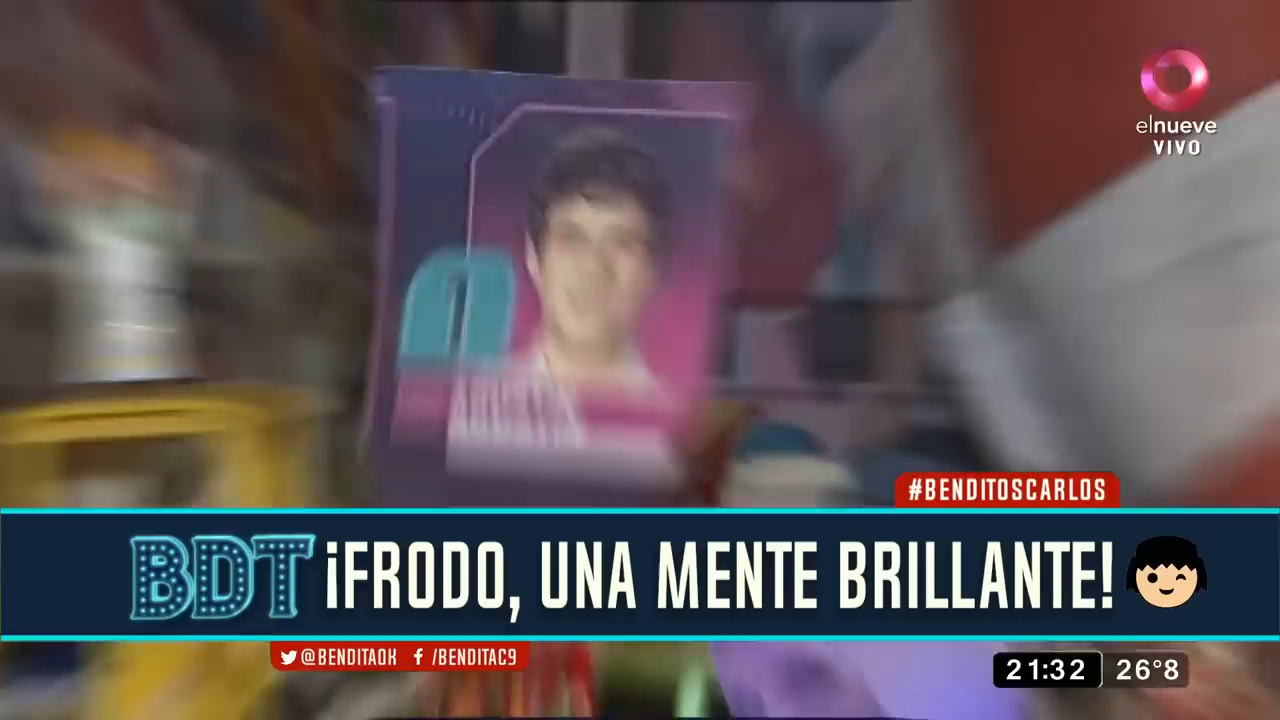 elnueve
VIVO
#BENDITOSCARLOS
BDT ¡FRODO, UNA MENTE BRILLANTE!
@BENDITAOK f /BENDITAC9
21:32 26°8